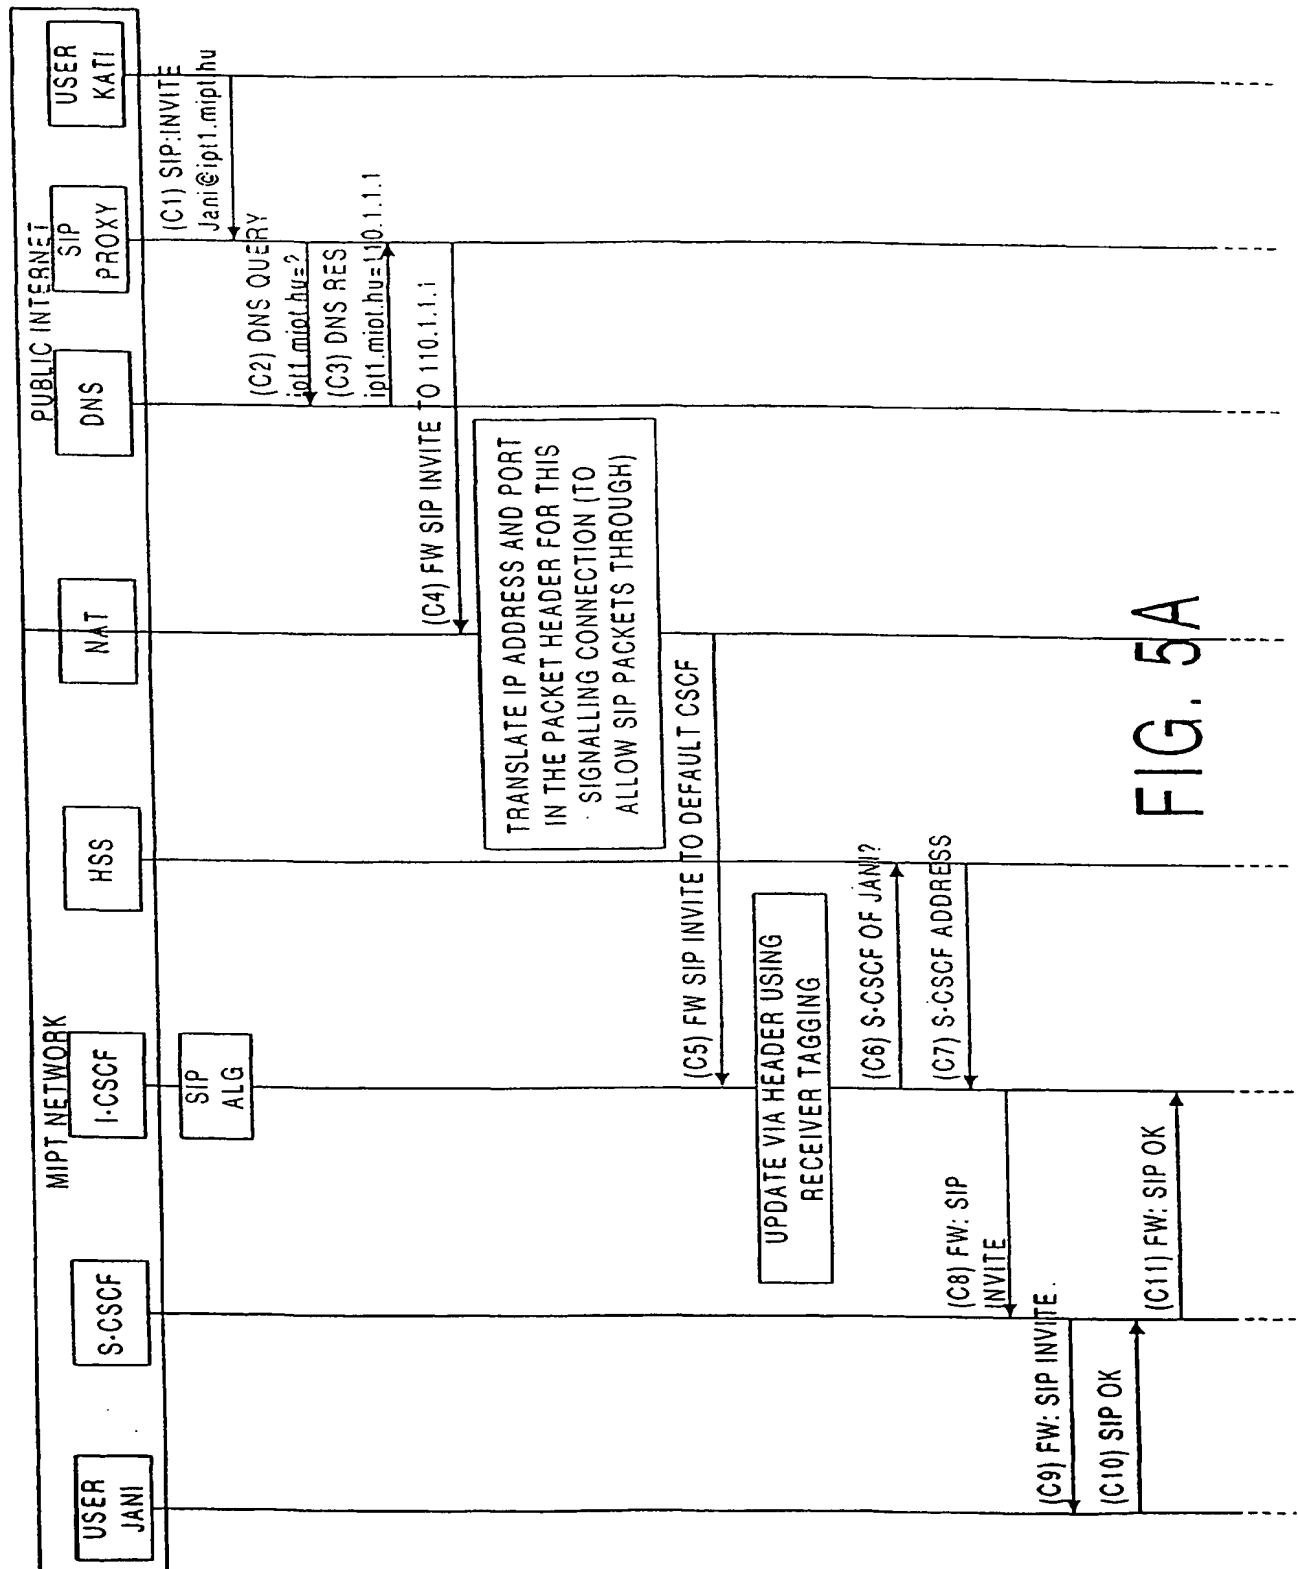 MIPT NETWORK
PUBLIC INTERNET
USER
JANI
S-CSCF
I-CSCF
HSS
NAT
DNS
SIP
PROXY
USER
KATI
SIP
ALG
(C1) SIP:INVITE
Jani@ipt1.mipt.hu
(C2) DNS QUERY
ipt1.mipt.hu=?
(C3) DNS RES
ipt1.mipt.hu=110.1.1.1
(C4) FW SIP INVITE TO 110.1.1.1
TRANSLATE IP ADDRESS AND PORT
IN THE PACKET HEADER FOR THIS
SIGNALLING CONNECTION (TO
ALLOW SIP PACKETS THROUGH)
(C5) FW SIP INVITE TO DEFAULT CSCF
UPDATE VIA HEADER USING
RECEIVER TAGGING
(C6) S-CSCF OF JANI?
(C7) S-CSCF ADDRESS
(C8) FW: SIP
INVITE
(C9) FW: SIP INVITE
(C10) SIP OK
(C11) FW: SIP OK
FIG. 5A